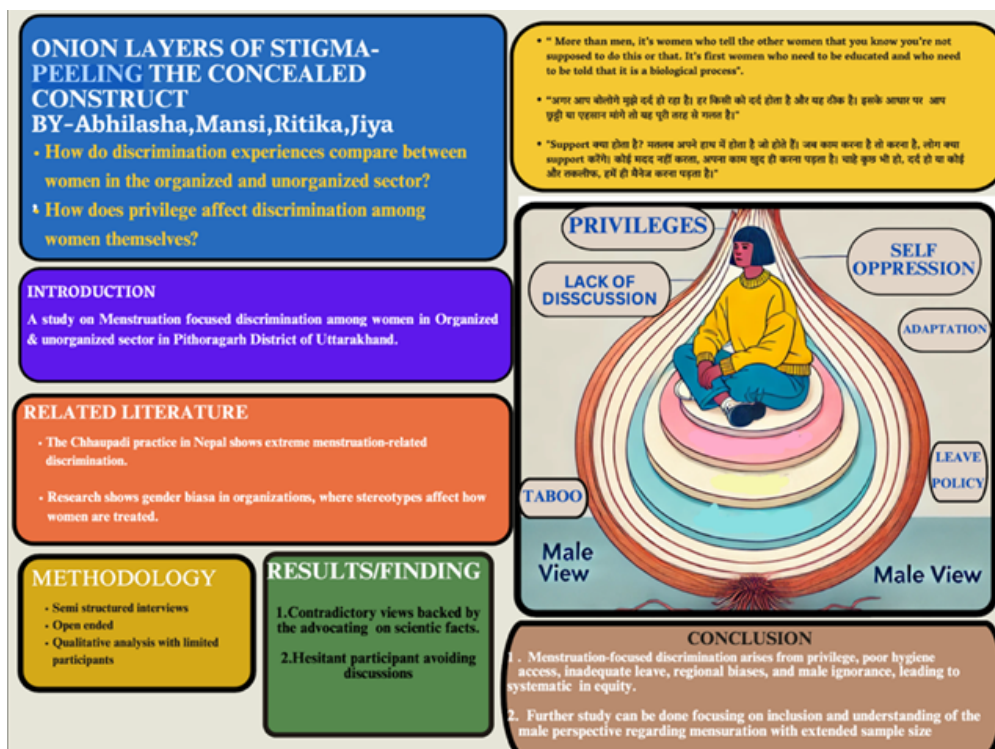 ONION LAYERS OF STIGMA-
PEELING THE CONCEALED
CONSTRUCT
BY-Abhilasha,Mansi,Ritika,Jiya
• How do discrimination experiences compare between
women in the organized and unorganized sector?
• How does privilege affect discrimination among
women themselves?
INTRODUCTION
A study on Menstruation focused discrimination among women in Organized
& unorganized sector in Pithoragarh District of Uttarakhand.
RELATED LITERATURE
• The Chhaupadi practice in Nepal shows extreme menstruation-related
discrimination.
• Research shows gender biasa in organizations, where stereotypes affect how
women are treated.
METHODOLOGY
• Semi structured interviews
• Open ended
• Qualitative analysis with limited
participants
RESULTS/FINDING
1.Contradictory views backed by
the advocating on scientic facts.
2.Hesitant participant avoiding
discussions
• " More than men, it's women who tell the other women that you know you're not
supposed to do this or that. It's first women who need to be educated and who need
to be told that it is a biological process".
• "अगर आप बोलोगे मुझे दर्द हो रहा है। हर किसी को दर्द होता है और यह ठीक है। इसके आधार पर आप
छुट्टी या एहसान मांगे तो वह पूरी तरह से गलत है।"
• "Support क्या होता है? मतलब अपने हाथ में होता है जो होते हैं। जब काम करना है तो करना है, लोग क्या
support करेंगे। कोई मदद नहीं करता, अपना काम खुद ही करना पड़ता है। चाहे कुछ भी हो, दर्द हो या कोई
और तकलीफ, हमें ही मैनेज करना पड़ता है।"
PRIVILEGES
LACK OF
DISSCUSSION
SELF
OPPRESSION
ADAPTATION
LEAVE
POLICY
TABOO
Male
View
Male View
CONCLUSION
1 . Menstruation-focused discrimination arises from privilege, poor hygiene
access, inadequate leave, regional biases, and male ignorance, leading to
systematic in equity.
2. Further study can be done focusing on inclusion and understanding of the
male perspective regarding mensuration with extended sample size